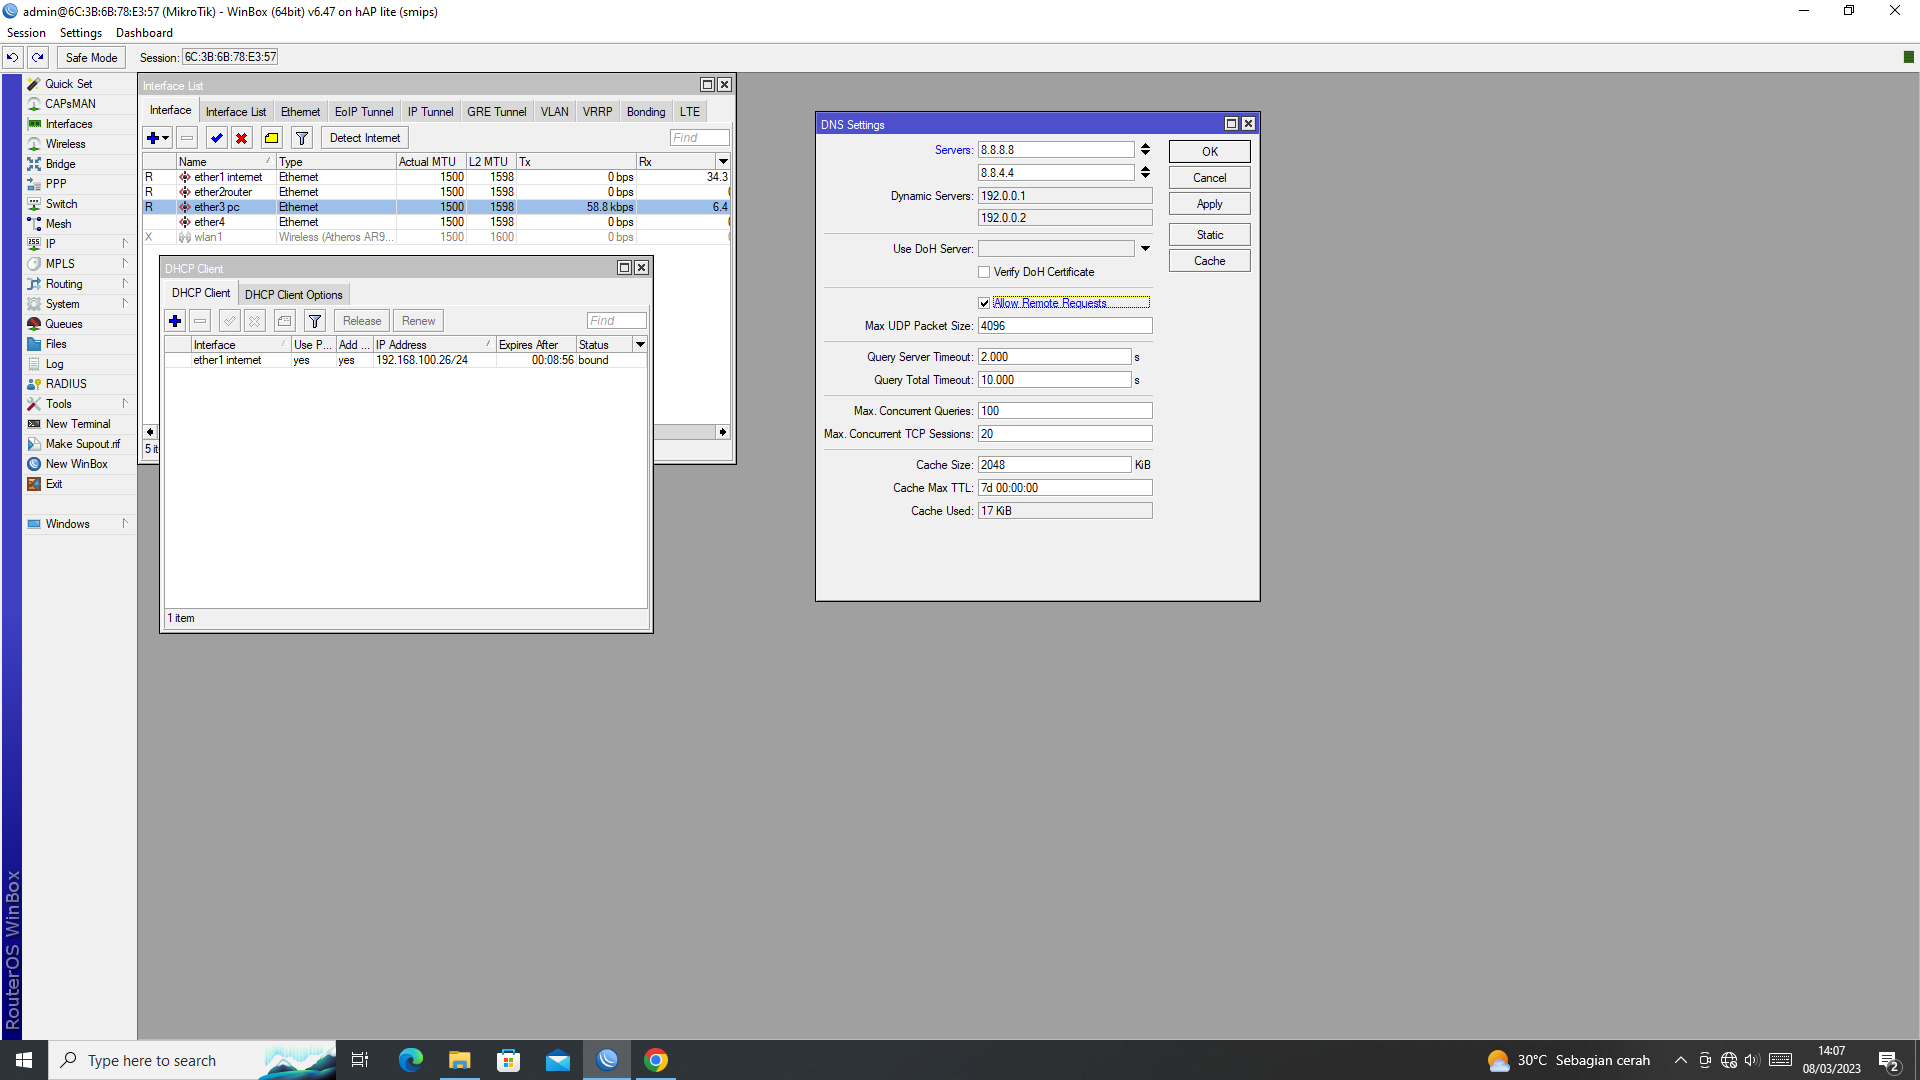 admin@6C:3B:6B:78:E3:57 (MikroTik) - WinBox (64bit) v6.47 on hAP lite (smips)
Session Settings Dashboard
Safe Mode Session: 6C:3B:6B:78:E3:57
Quick Set
CAPsMAN
Interfaces
Wireless
Bridge
PPP
Switch
Mesh
IP
MPLS
Routing
System
Queues
Files
Log
RADIUS
Tools
New Terminal
Make Supout.rif
New WinBox
Exit
Windows
RouterOS WinBox
Interface List
Interface Interface List Ethernet EoIP Tunnel IP Tunnel GRE Tunnel VLAN VRRP Bonding LTE
Detect Internet Find
Name Type Actual MTU L2 MTU Tx Rx
R ether1 internet Ethernet 1500 1598 0 bps 34.3
R ether2router Ethernet 1500 1598 0 bps
R ether3 pc Ethernet 1500 1598 58.8 kbps 6.4
ether4 Ethernet 1500 1598 0 bps
X wlan1 Wireless (Atheros AR9... 1500 1600 0 bps
5 it
DHCP Client
DHCP Client DHCP Client Options
Release Renew Find
Interface Use P... Add ... IP Address Expires After Status
ether1 internet yes yes 192.168.100.26/24 00:08:56 bound
1 item
DNS Settings
Servers: 8.8.8.8
8.8.4.4
Dynamic Servers: 192.0.0.1
192.0.0.2
Use DoH Server:
Verify DoH Certificate
Allow Remote Requests
Max UDP Packet Size: 4096
Query Server Timeout: 2.000 s
Query Total Timeout: 10.000 s
Max. Concurrent Queries: 100
Max. Concurrent TCP Sessions: 20
Cache Size: 2048 KiB
Cache Max TTL: 7d 00:00:00
Cache Used: 17 KiB
OK
Cancel
Apply
Static
Cache
Type here to search
30°C Sebagian cerah
14:07
08/03/2023
2